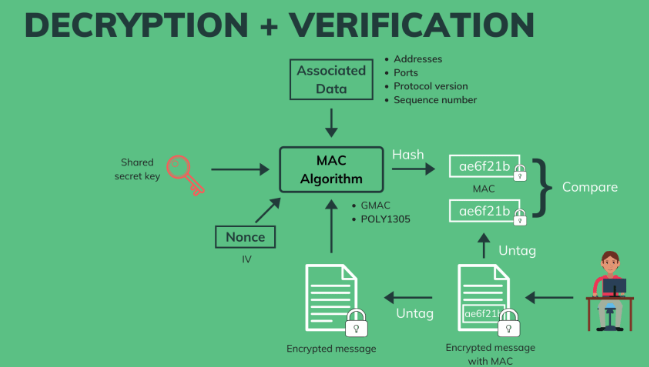 DECRYPTION + VERIFICATION
Associated
Data
• Addresses
• Ports
• Protocol version
• Sequence number
Shared
secret key
MAC
Algorithm
Hash
ae6f21b
MAC
ae6f21b
Compare
• GMAC
• POLY1305
Nonce
IV
Untag
Untag
ae6f21b
Encrypted message
Encrypted message
with MAC